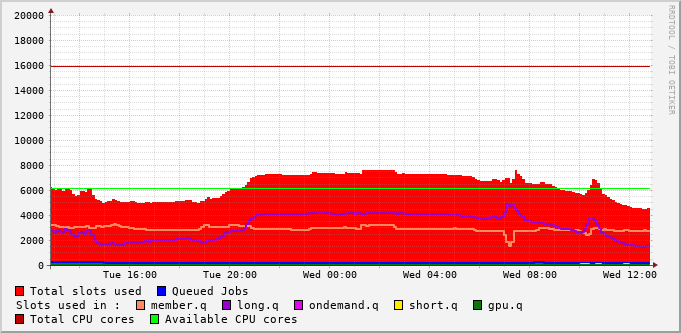 RRDTOOL / TOBI OETIKER
20000
18000
16000
14000
12000
10000
8000
6000
4000
2000
0
Tue 16:00 Tue 20:00 Wed 00:00 Wed 04:00 Wed 08:00 Wed 12:00
Total slots used Queued Jobs
Slots used in : member.q long.q ondemand.q short.q gpu.q
Total CPU cores Available CPU cores